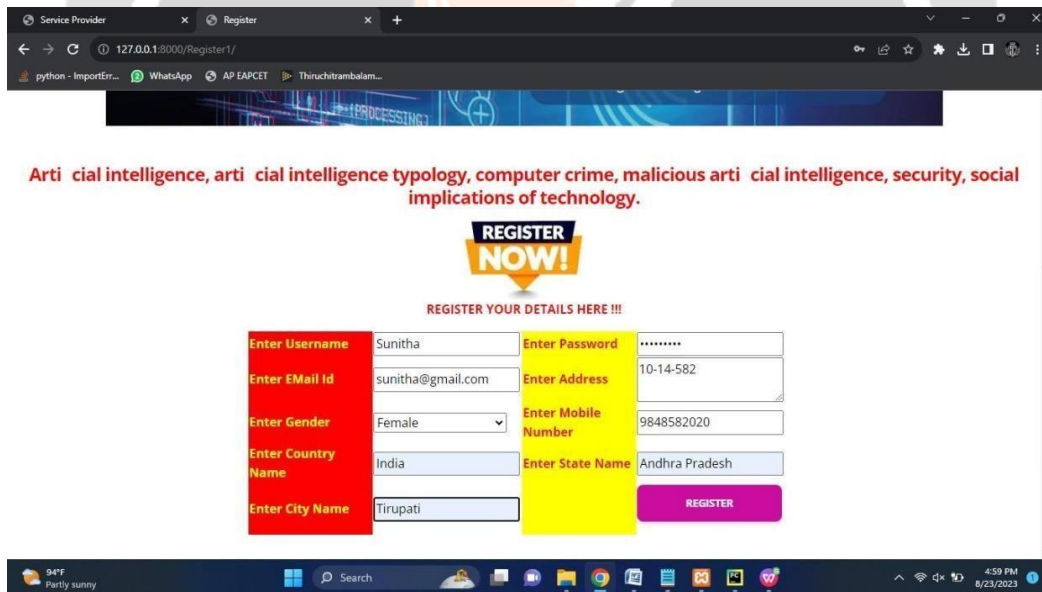 Service Provider
Register
127.0.0.1:8000/Register1/
python - ImportErr...
WhatsApp
AP EAPCET
Thiruchitrambalam...
PROCESSING
Arti cial intelligence, arti cial intelligence typology, computer crime, malicious arti cial intelligence, security, social
implications of technology.
REGISTER
NOW!
REGISTER YOUR DETAILS HERE !!!
Enter Username Sunitha Enter Password •••••••••
Enter EMail Id sunitha@gmail.com Enter Address 10-14-582
Enter Gender Female Enter Mobile
Number 9848582020
Enter Country
Name India Enter State Name Andhra Pradesh
Enter City Name Tirupati REGISTER
94°F
Partly sunny
Search
4:59 PM
8/23/2023